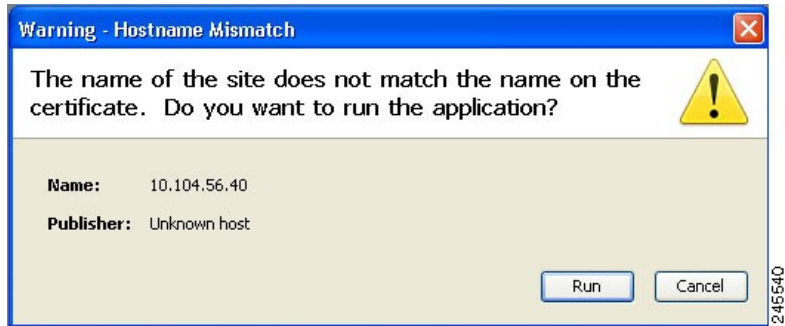 Warning - Hostname Mismatch
The name of the site does not match the name on the
certificate. Do you want to run the application?
Name: 10.104.56.40
Publisher: Unknown host
Run Cancel
245540